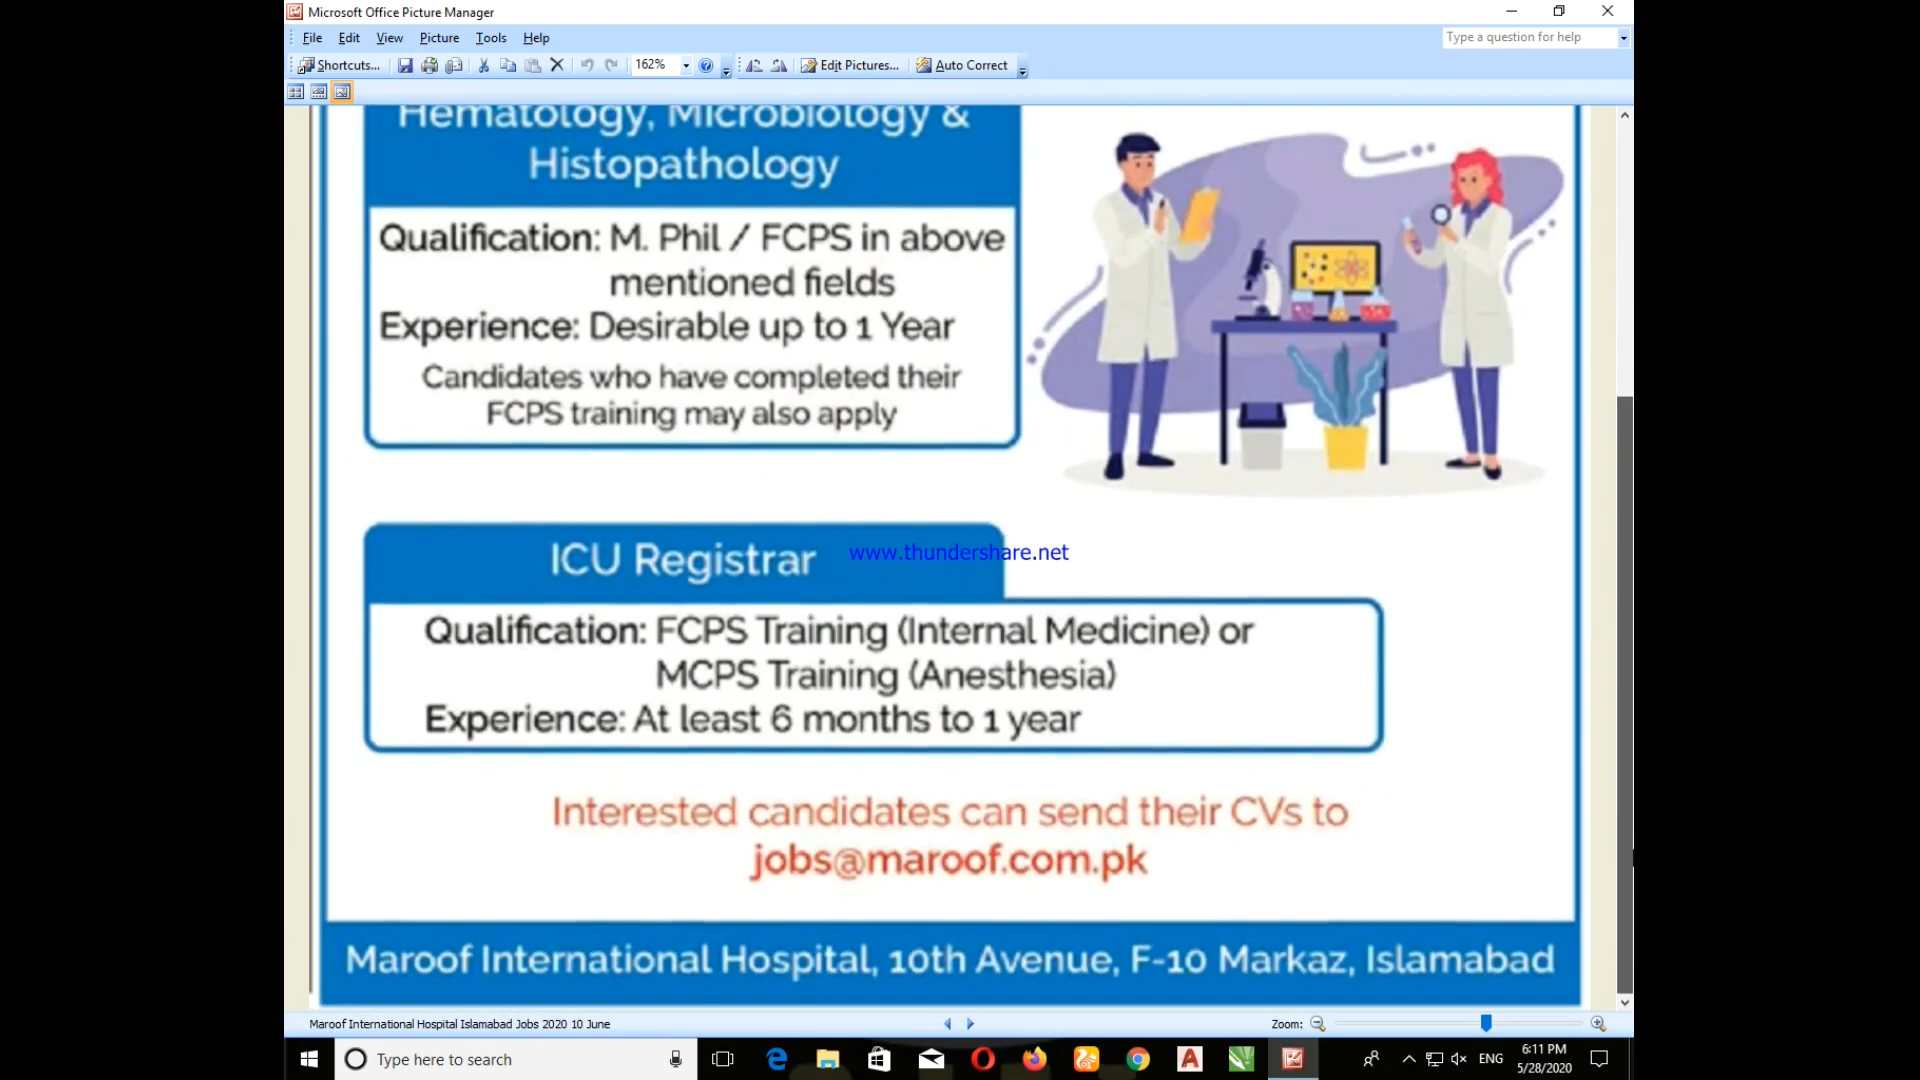 Microsoft Office Picture Manager
File Edit View Picture Tools Help
Type a question for help
Shortcuts... 162% Edit Pictures... Auto Correct
Hematology, Microbiology &
Histopathology
Qualification: M. Phil / FCPS in above
mentioned fields
Experience: Desirable up to 1 Year
Candidates who have completed their
FCPS training may also apply
ICU Registrar
www.thundershare.net
Qualification: FCPS Training (Internal Medicine) or
MCPS Training (Anesthesia)
Experience: At least 6 months to 1 year
Interested candidates can send their CVs to
jobs@maroof.com.pk
Maroof International Hospital, 10th Avenue, F-10 Markaz, Islamabad
Maroof International Hospital Islamabad Jobs 2020 10 June
Zoom:
Type here to search
ENG
6:11 PM
5/28/2020